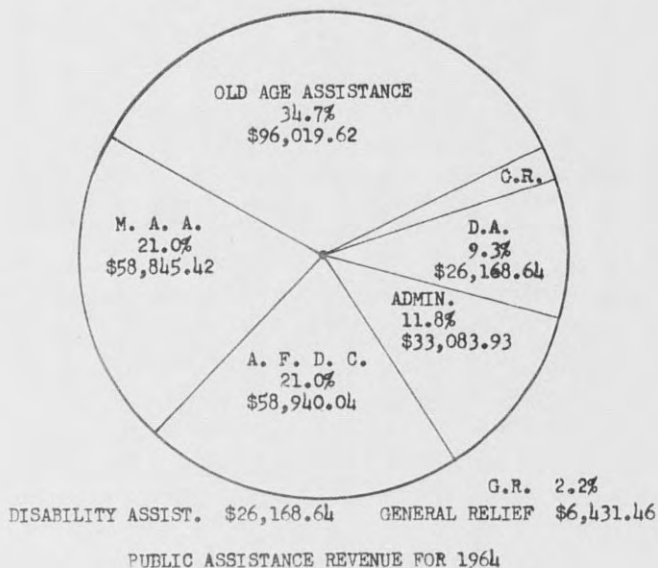 OLD AGE ASSISTANCE
34.7%
$96,019.62
G.R.
M. A. A.
21.0%
$58,845.42
D.A.
9.3%
$26,168.64
ADMIN.
11.8%
$33,083.93
A. F. D. C.
21.0%
$58,940.04
G.R. 2.2%
DISABILITY ASSIST. $26,168.64 GENERAL RELIEF $6,431.46
PUBLIC ASSISTANCE REVENUE FOR 1964